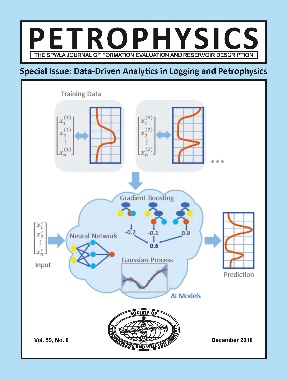 PETROPHYSICS
THE SPWLA JOURNAL OF FORMATION EVALUATION AND RESERVOIR DESCRIPTION
Special Issue: Data-Driven Analytics in Logging and Petrophysics
Training Data
...
Gradient Boosting
-0.2 -0.1 0.9
0.6
Neural Network
Gaussian Process
Input
AI Models
Prediction
Vol. 59, No. 6
December 2018